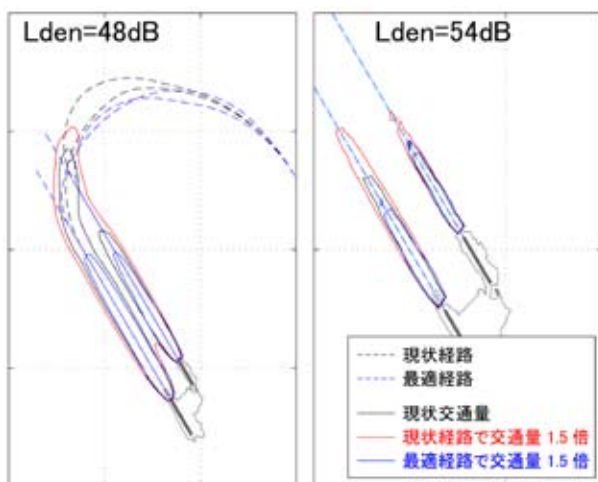 Lden=48dB
Lden=54dB
現状経路
最適経路
現状交通量
現状経路で交通量 1.5 倍
最適経路で交通量 1.5 倍